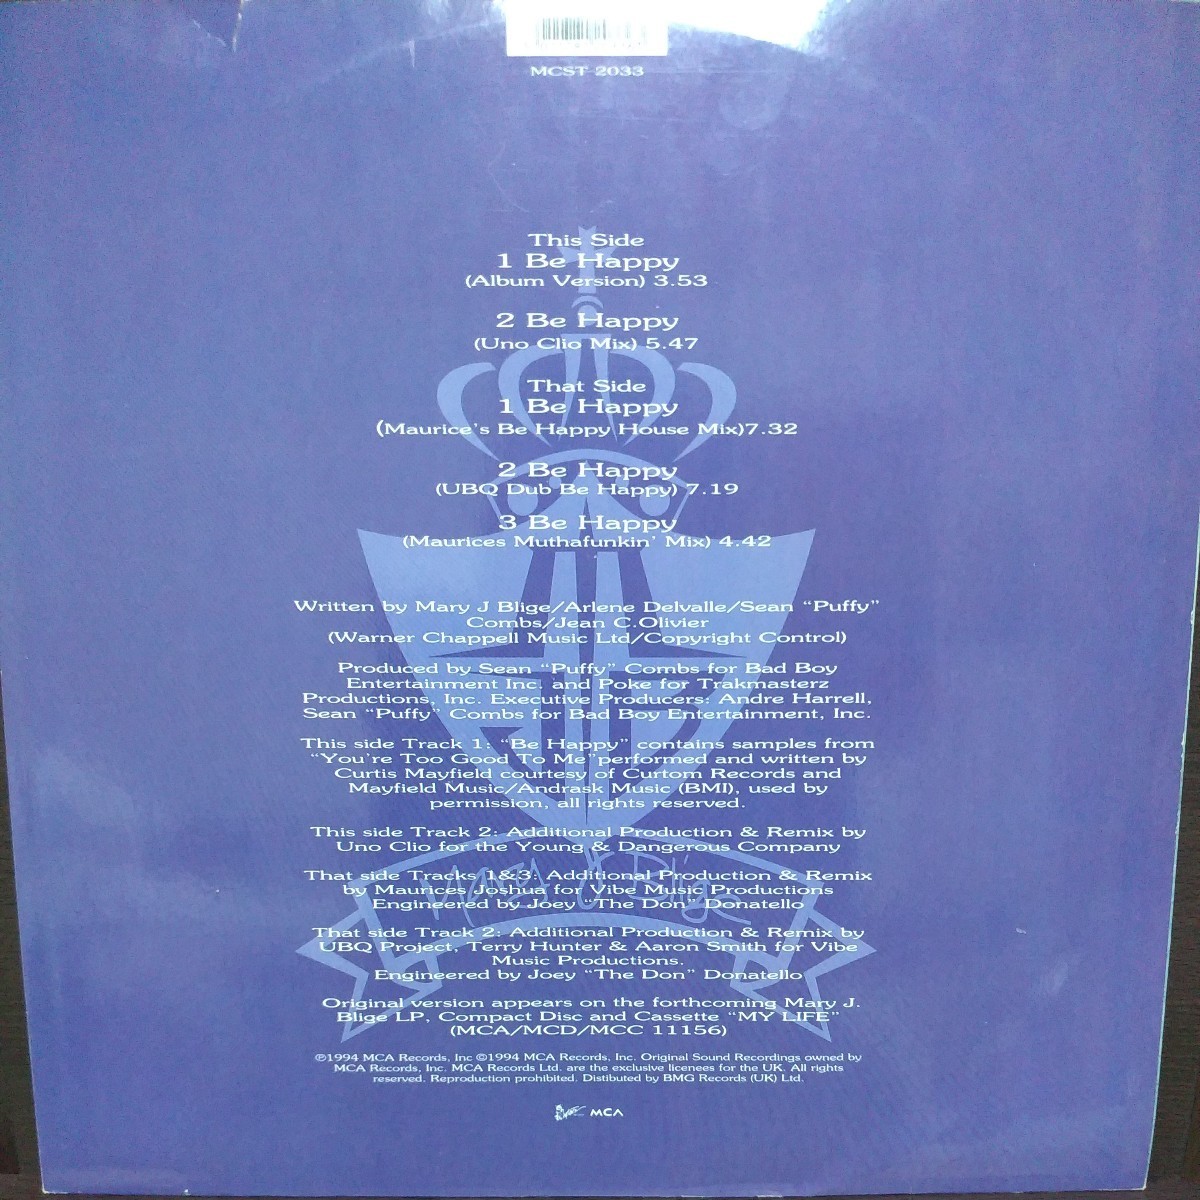 MCST 2033
This Side
1 Be Happy
(Album Version) 3.53
2 Be Happy
(Uno Clio Mix) 5.47
That Side
1 Be Happy
(Maurice's Be Happy House Mix)7.32
2 Be Happy
(UBQ Dub Be Happy) 7.19
3 Be Happy
(Maurices Muthafunkin' Mix) 4.42
Written by Mary J Blige/Arlene Delvalle/Sean "Puffy"
Combs/Jean C.Olivier
(Warner Chappell Music Ltd/Copyright Control)
Produced by Sean "Puffy" Combs for Bad Boy
Entertainment Inc. and Poke for Trakmasterz
Productions, Inc. Executive Producers: Andre Harrell,
Sean "Puffy" Combs for Bad Boy Entertainment, Inc.
This side Track 1: "Be Happy" contains samples from
"You're Too Good To Me"performed and written by
Curtis Mayfield courtesy of Curtom Records and
Mayfield Music/Andrask Music (BMI), used by
permission, all rights reserved.
This side Track 2: Additional Production & Remix by
Uno Clio for the Young & Dangerous Company
That side Tracks 1&3: Additional Production & Remix
by Maurices Joshua for Vibe Music Productions
Engineered by Joey "The Don" Donatello
Mary J Blige
That side Track 2: Additional Production & Remix by
UBQ Project, Terry Hunter & Aaron Smith for Vibe
Music Productions.
Engineered by Joey "The Don" Donatello
Original version appears on the forthcoming Mary J.
Blige LP, Compact Disc and Cassette "MY LIFE"
(MCA/MCD/MCC 11156)
℗1994 MCA Records, Inc ©1994 MCA Records, Inc. Original Sound Recordings owned by
MCA Records, Inc. MCA Records Ltd. are the exclusive licenees for the UK. All rights
reserved. Reproduction prohibited. Distibuted by BMG Records (UK) Ltd.
MCA